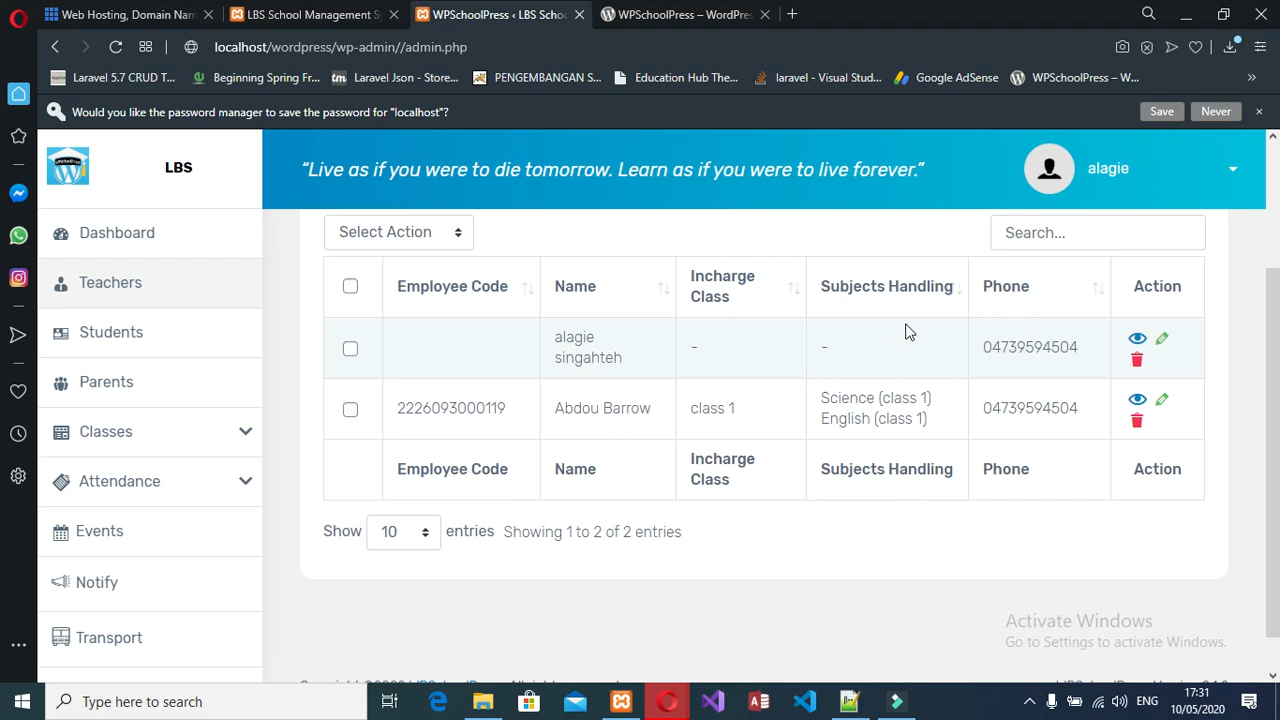 Web Hosting, Domain Nam
LBS School Management Sy
WPSchoolPress ‹ LBS Schoo
WPSchoolPress – WordPres
localhost/wordpress/wp-admin//admin.php
Laravel 5.7 CRUD T...
Beginning Spring Fr...
tm
Laravel Json - Store...
PENGEMBANGAN S...
Education Hub The...
laravel - Visual Stud...
Google AdSense
WPSchoolPress – W...
»
Would you like the password manager to save the password for "localhost"?
Save
Never
LBS
“Live as if you were to die tomorrow. Learn as if you were to live forever.”
alagie
Dashboard
Teachers
Students
Parents
Classes
Attendance
Events
Notify
Transport
Select Action
Search...
Employee Code
Name
Incharge
Class
Subjects Handling
Phone
Action
alagie
singahteh
-
-
04739594504
2226093000119
Abdou Barrow
class 1
Science (class 1)
English (class 1)
04739594504
Employee Code
Name
Incharge
Class
Subjects Handling
Phone
Action
Show
10
entries
Showing 1 to 2 of 2 entries
Activate Windows
Go to Settings to activate Windows.
Type here to search
ENG
17:31
10/05/2020